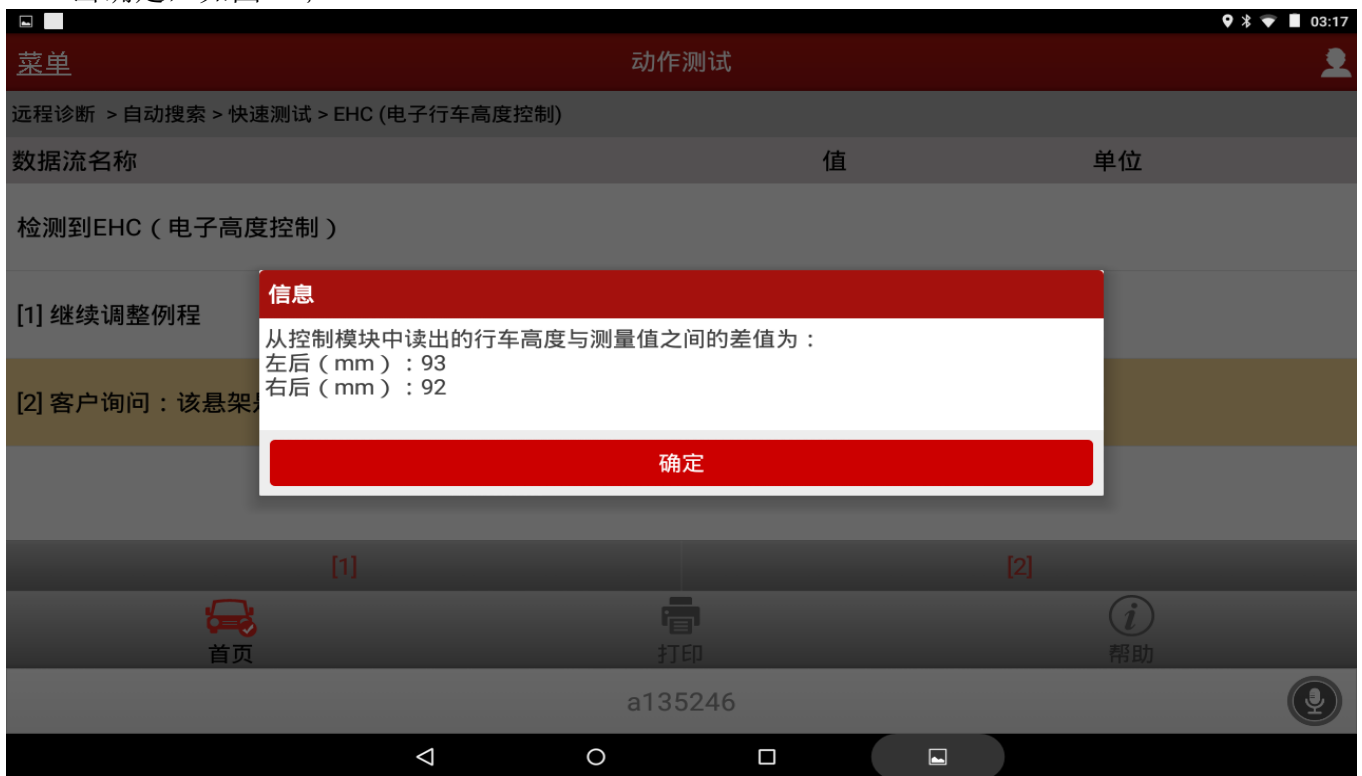 03:17
菜单
动作测试
远程诊断 > 自动搜索 > 快速测试 > EHC (电子行车高度控制)
数据流名称 值 单位
检测到EHC（电子高度控制）
[1] 继续调整例程
信息
从控制模块中读出的行车高度与测量值之间的差值为：
左后（mm）：93
右后（mm）：92
[2] 客户询问：该悬架
确定
[1] [2]
首页 打印 帮助
a135246